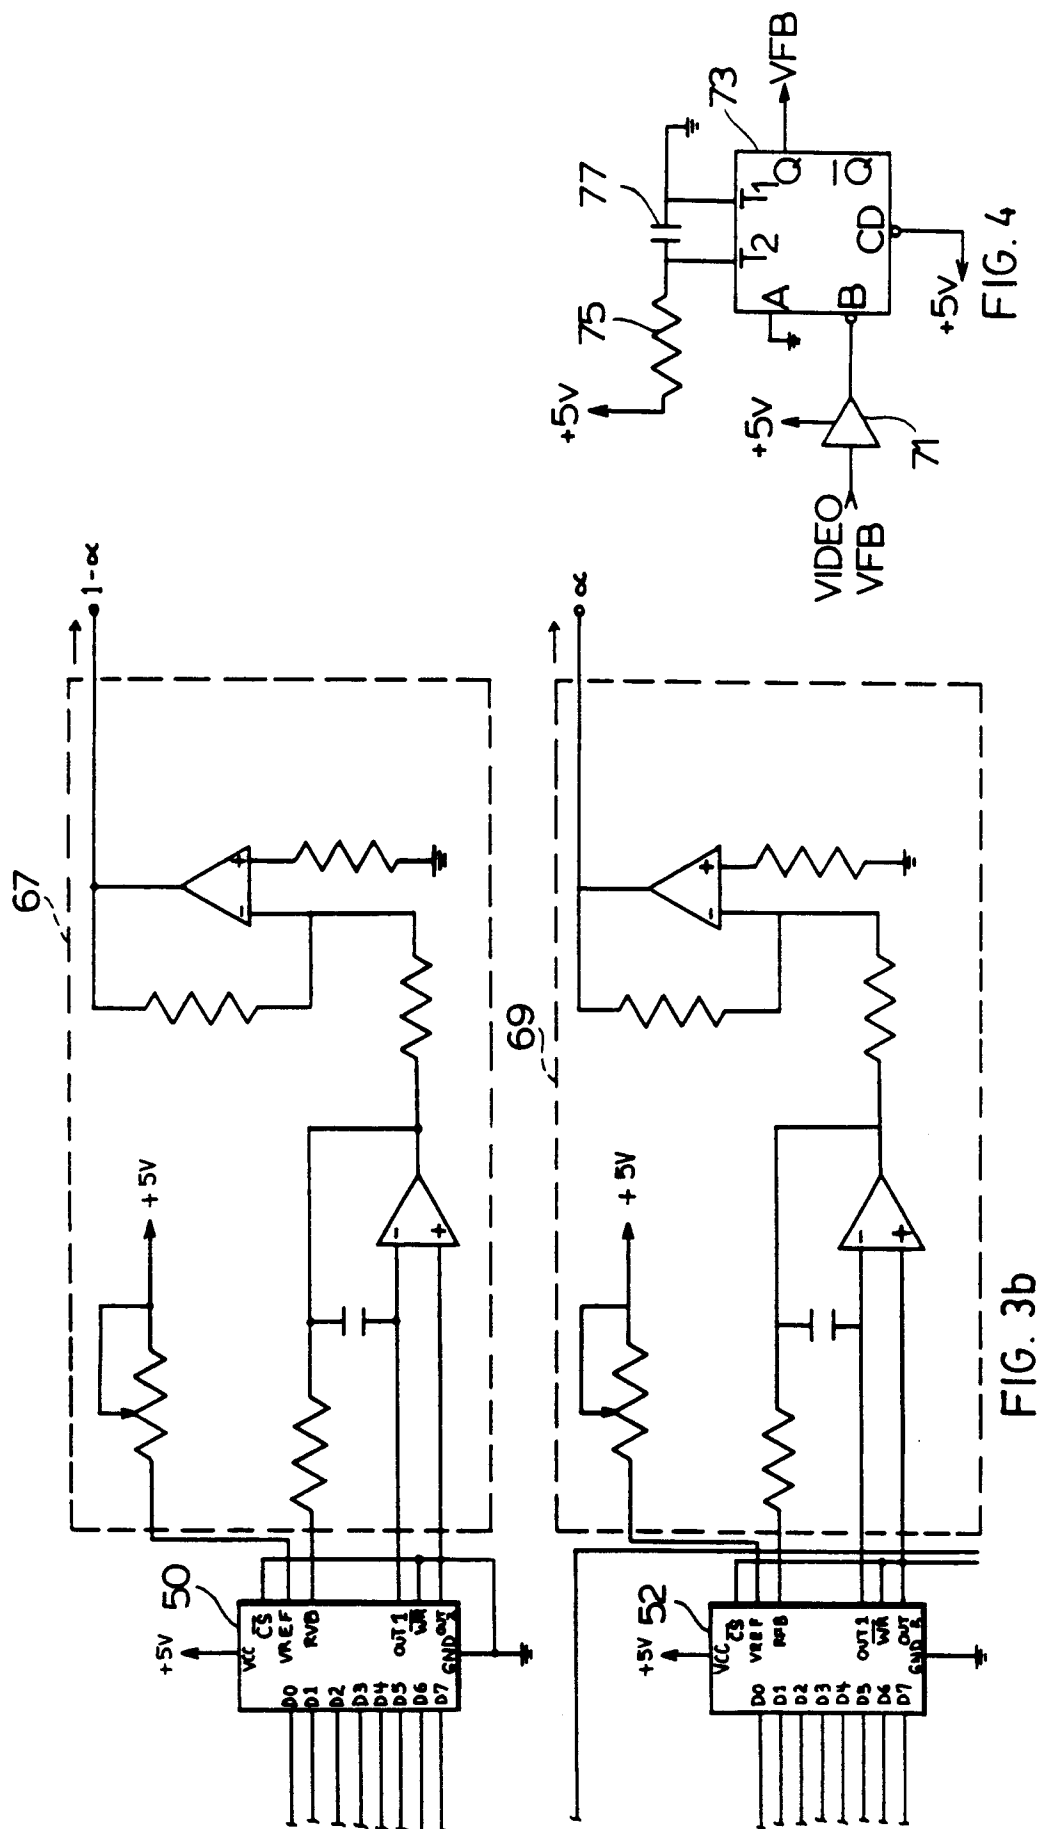 67
1-α
+5V
50
+5V
VCC
CS
VREF
RVB
OUT 1
WR
OUT
2
GND
D0
D1
D2
D3
D4
D5
D6
D7
69
α
+5V
52
+5V
VCC
CS
VREF
RFB
OUT 1
WR
OUT
2
GND
D0
D1
D2
D3
D4
D5
D6
D7
FIG. 3b
+5V
75
77
73
T2
T1
A
B
Q
Q
CD
VFB
+5V
71
VIDEO
VFB
+5V
FIG. 4